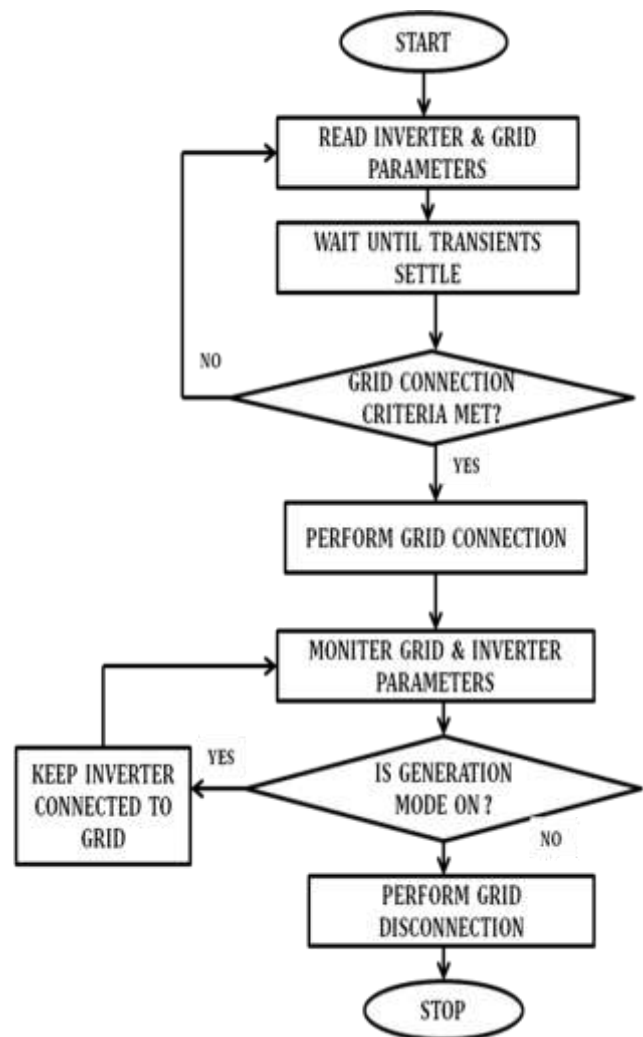 START
READ INVERTER & GRID
PARAMETERS
WAIT UNTIL TRANSIENTS
SETTLE
NO
GRID CONNECTION
CRITERIA MET?
YES
PERFORM GRID CONNECTION
MONITER GRID & INVERTER
PARAMETERS
YES
KEEP INVERTER
CONNECTED TO
GRID
IS GENERATION
MODE ON ?
NO
PERFORM GRID
DISCONNECTION
STOP